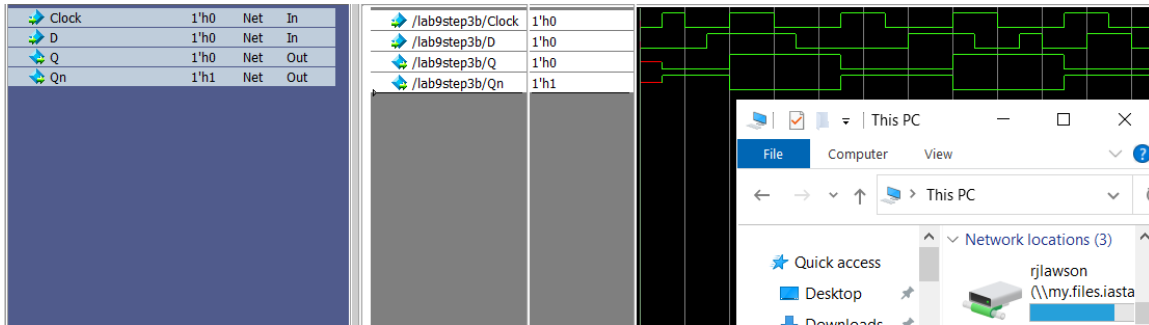 Clock 1'h0 Net In
D 1'h0 Net In
Q 1'h0 Net Out
Qn 1'h1 Net Out
/lab9step3b/Clock 1'h0
/lab9step3b/D 1'h0
/lab9step3b/Q 1'h0
/lab9step3b/Qn 1'h1
This PC
File Computer View
This PC
Quick access
Desktop
Downloads
Network locations (3)
rjlawson
(\\my.files.iasta